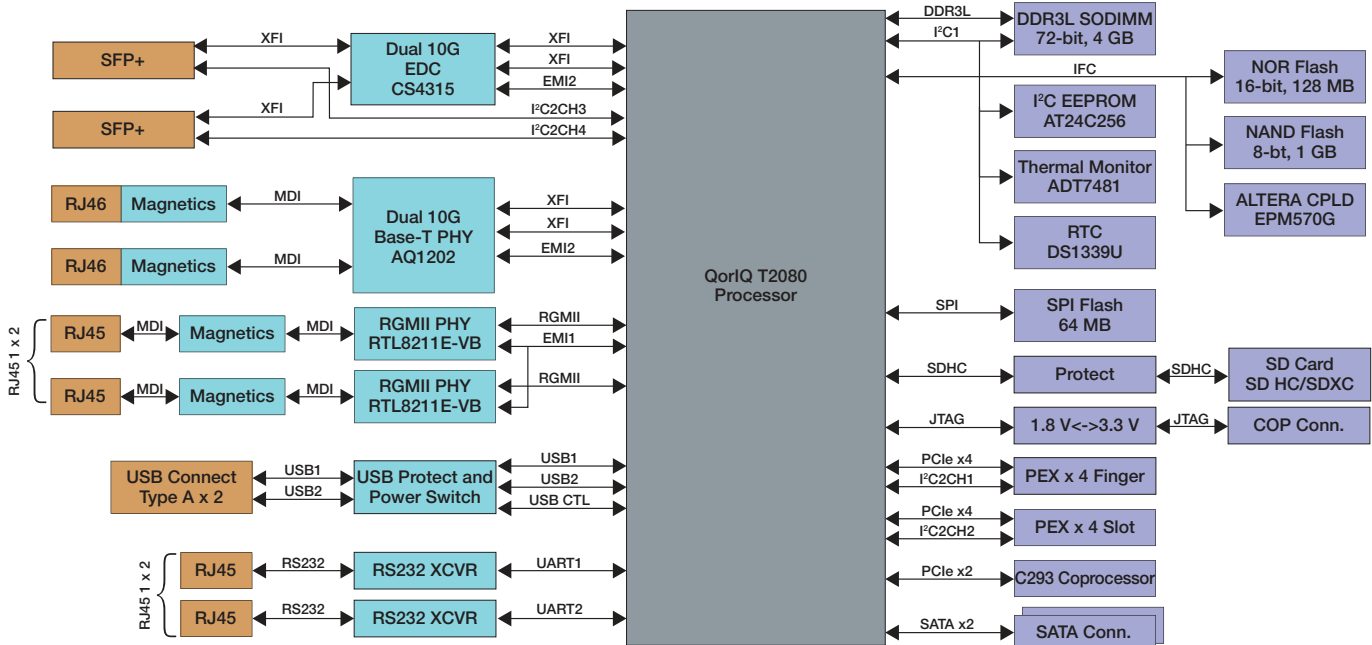 SFP+
XFI
Dual 10G
EDC
CS4315
XFI
XFI
EMI2
SFP+
XFI
I²C2CH3
I²C2CH4
RJ46
Magnetics
MDI
Dual 10G
Base-T PHY
AQ1202
XFI
XFI
EMI2
RJ46
Magnetics
MDI
RJ45 1 x 2
RJ45
MDI
Magnetics
MDI
RGMII PHY
RTL8211E-VB
RGMII
EMI1
RJ45
MDI
Magnetics
MDI
RGMII PHY
RTL8211E-VB
RGMII
USB Connect
Type A x 2
USB1
USB2
USB Protect and
Power Switch
USB1
USB2
USB CTL
RJ45 1 x 2
RJ45
RS232
RS232 XCVR
UART1
RJ45
RS232
RS232 XCVR
UART2
QorIQ T2080
Processor
DDR3L
I²C1
DDR3L SODIMM
72-bit, 4 GB
IFC
NOR Flash
16-bit, 128 MB
I²C EEPROM
AT24C256
NAND Flash
8-bt, 1 GB
Thermal Monitor
ADT7481
ALTERA CPLD
EPM570G
RTC
DS1339U
SPI
SPI Flash
64 MB
SDHC
Protect
SDHC
SD Card
SD HC/SDXC
JTAG
1.8 V<->3.3 V
JTAG
COP Conn.
PCIe x4
I²C2CH1
PEX x 4 Finger
PCIe x4
I²C2CH2
PEX x 4 Slot
PCIe x2
C293 Coprocessor
SATA x2
SATA Conn.